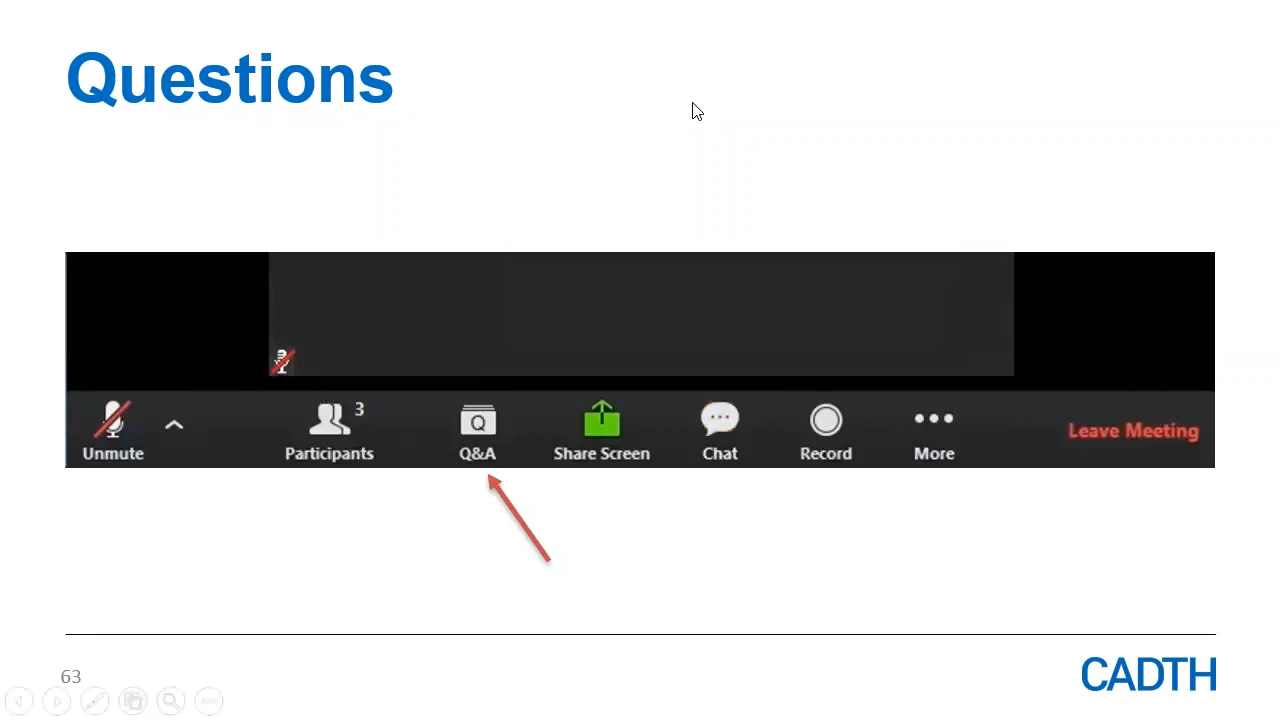 Questions
3
Q
Unmute Participants Q&A Share Screen Chat Record More Leave Meeting
63
CADTH